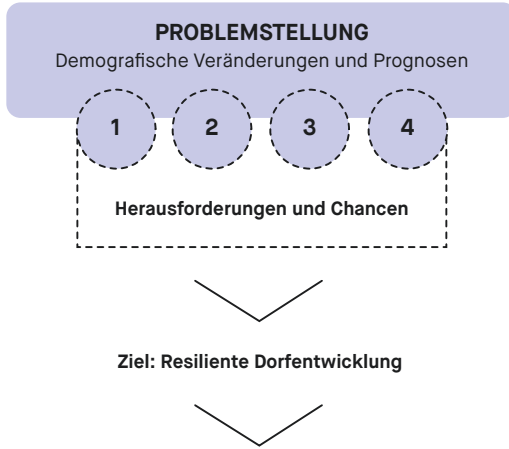 PROBLEMSTELLUNG
Demografische Veränderungen und Prognosen
1 2 3 4
Herausforderungen und Chancen
Ziel: Resiliente Dorfentwicklung